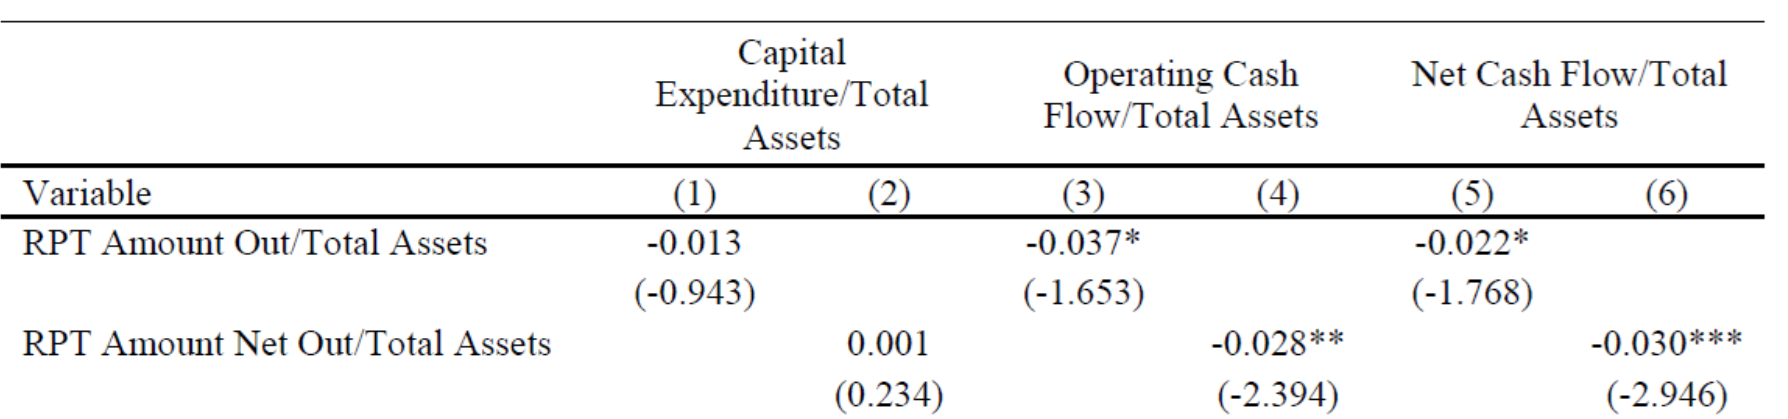 Capital
Expenditure/Total
Assets
Operating Cash
Flow/Total Assets
Net Cash Flow/Total
Assets
Variable (1) (2) (3) (4) (5) (6)
RPT Amount Out/Total Assets -0.013 -0.037* -0.022*
(-0.943) (-1.653) (-1.768)
RPT Amount Net Out/Total Assets 0.001 -0.028** -0.030***
(0.234) (-2.394) (-2.946)